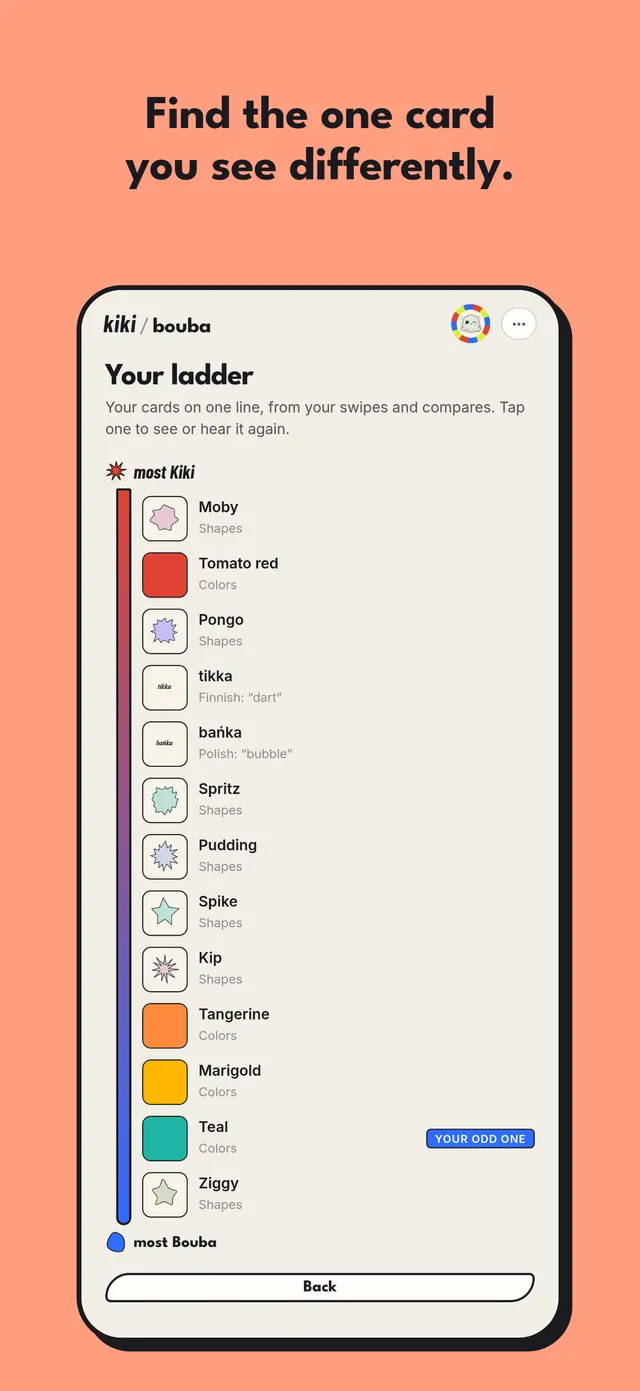 Find the one card
you see differently.
kiki / bouba
Your ladder
Your cards on one line, from your swipes and compares. Tap
one to see or hear it again.
most Kiki
Moby
Shapes
Tomato red
Colors
Pongo
Shapes
tikka
tikka
Finnish: “dart”
bańka
bańka
Polish: “bubble”
Spritz
Shapes
Pudding
Shapes
Spike
Shapes
Kip
Shapes
Tangerine
Colors
Marigold
Colors
Teal
Colors
YOUR ODD ONE
Ziggy
Shapes
most Bouba
Back